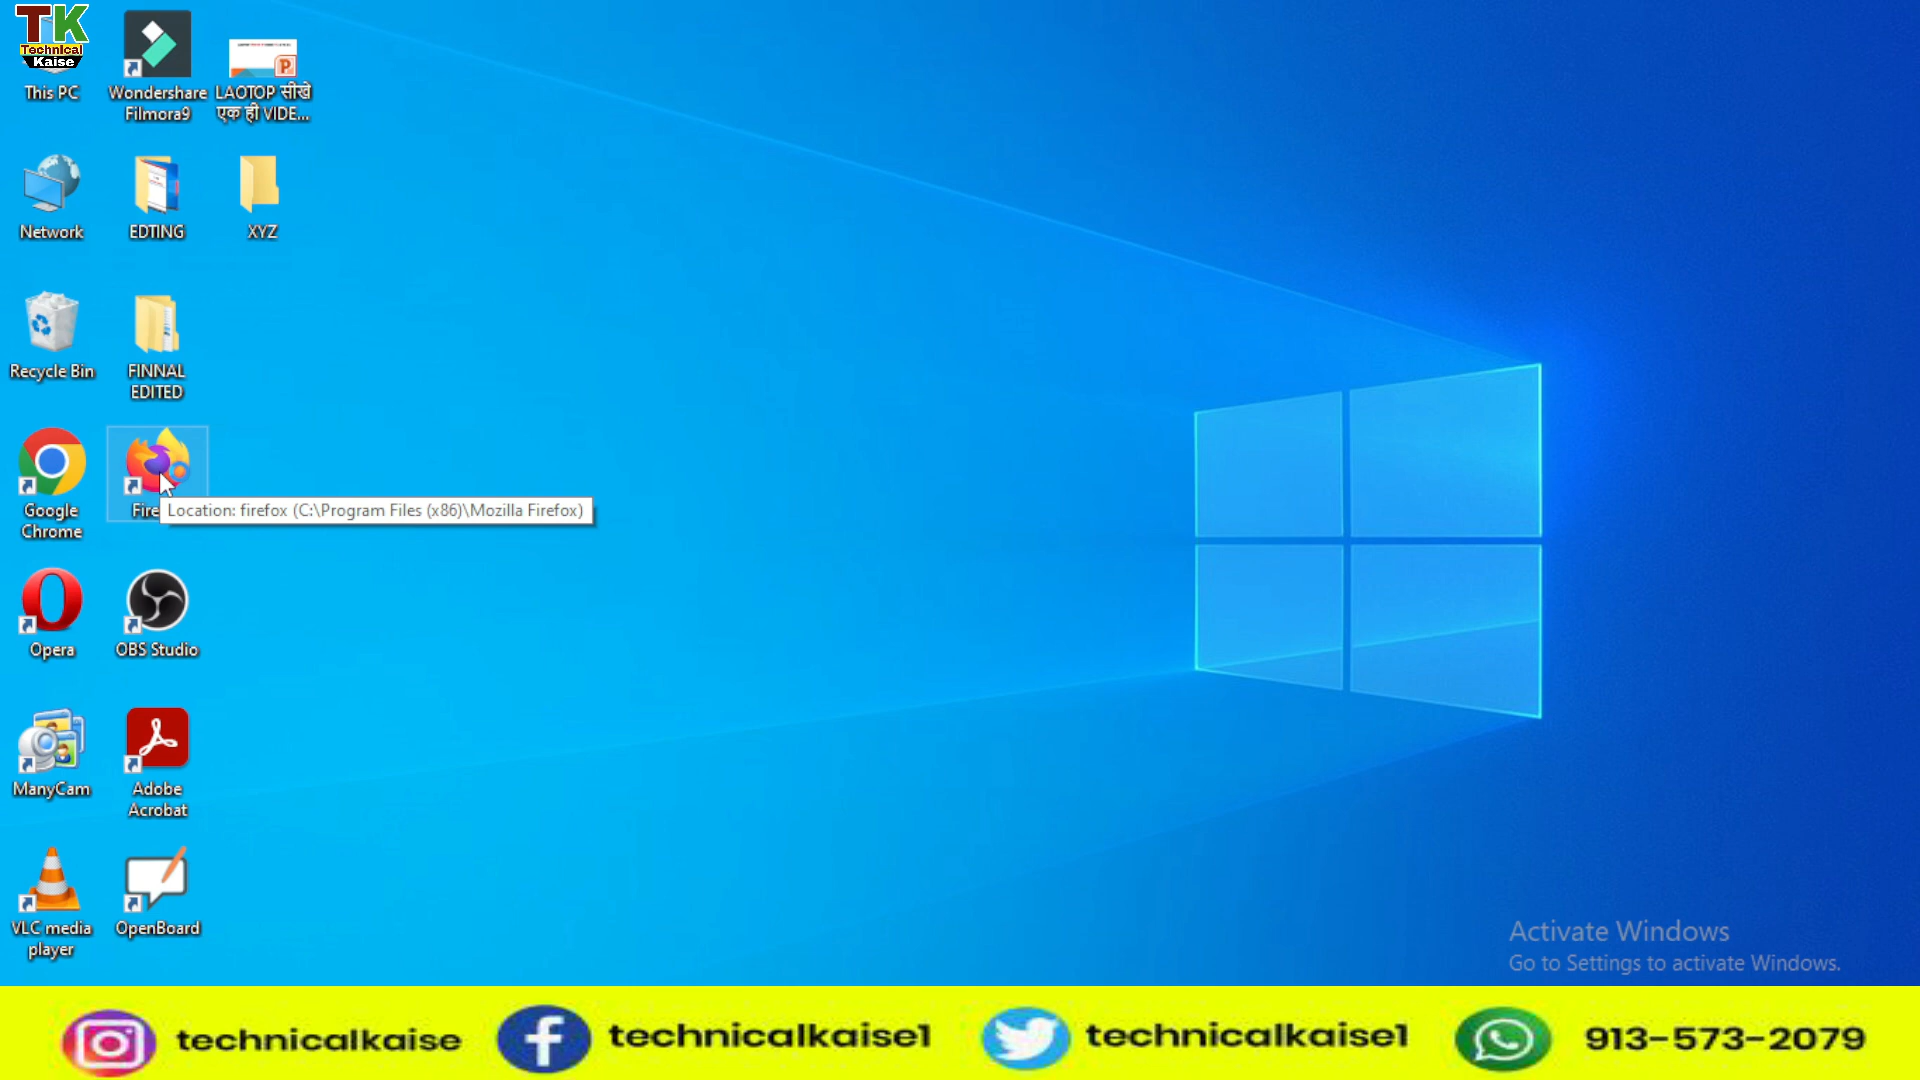 TK
Technical
Kaise
This PC
Wondershare
Filmora9
LAOTOP सीखे
एक ही VIDE...
Network
EDTING
XYZ
Recycle Bin
FINNAL
EDITED
Google
Chrome
Fire
Location: firefox (C:\Program Files (x86)\Mozilla Firefox)
Opera
OBS Studio
ManyCam
Adobe
Acrobat
VLC media
player
OpenBoard
Activate Windows
Go to Settings to activate Windows.
technicalkaise
technicalkaise1
technicalkaise1
913-573-2079